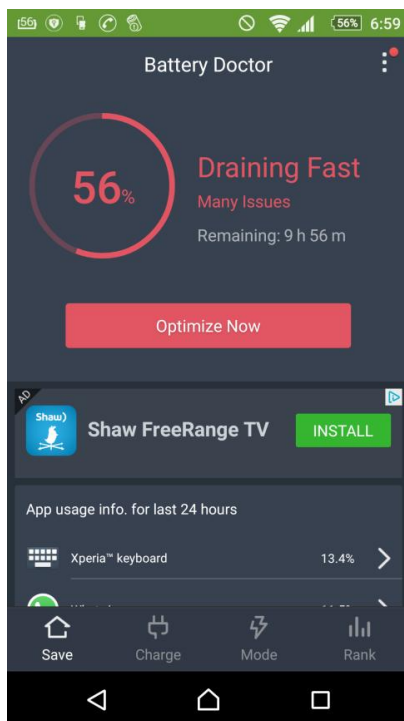 56 56% 6:59
Battery Doctor
56%
Draining Fast
Many Issues
Remaining: 9 h 56 m
Optimize Now
AD
Shaw)
Shaw FreeRange TV
INSTALL
App usage info. for last 24 hours
Xperia™ keyboard 13.4%
Save Charge Mode Rank